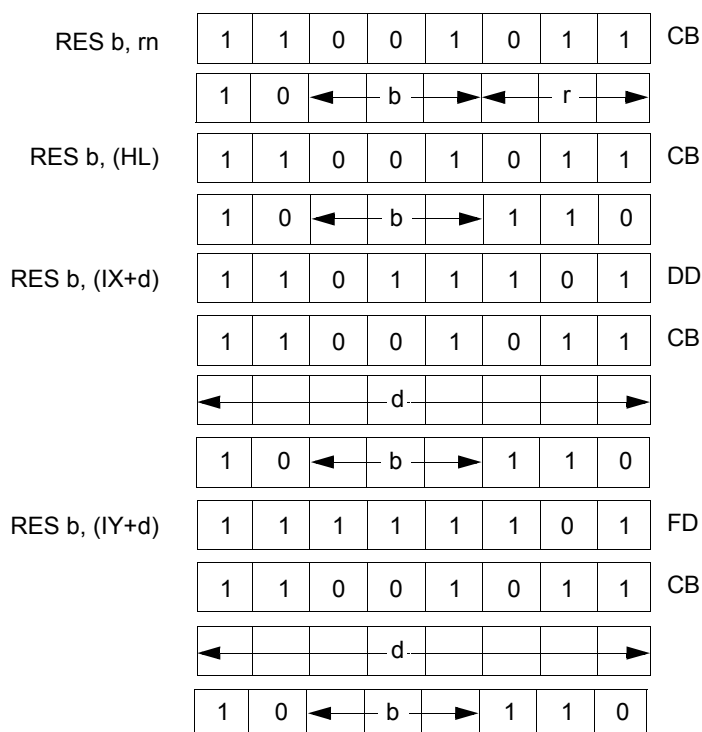 RES b, rn 1 1 0 0 1 0 1 1 CB
1 0 b r
RES b, (HL) 1 1 0 0 1 0 1 1 CB
1 0 b 1 1 0
RES b, (IX+d) 1 1 0 1 1 1 0 1 DD
1 1 0 0 1 0 1 1 CB
d
1 0 b 1 1 0
RES b, (IY+d) 1 1 1 1 1 1 0 1 FD
1 1 0 0 1 0 1 1 CB
d
1 0 b 1 1 0